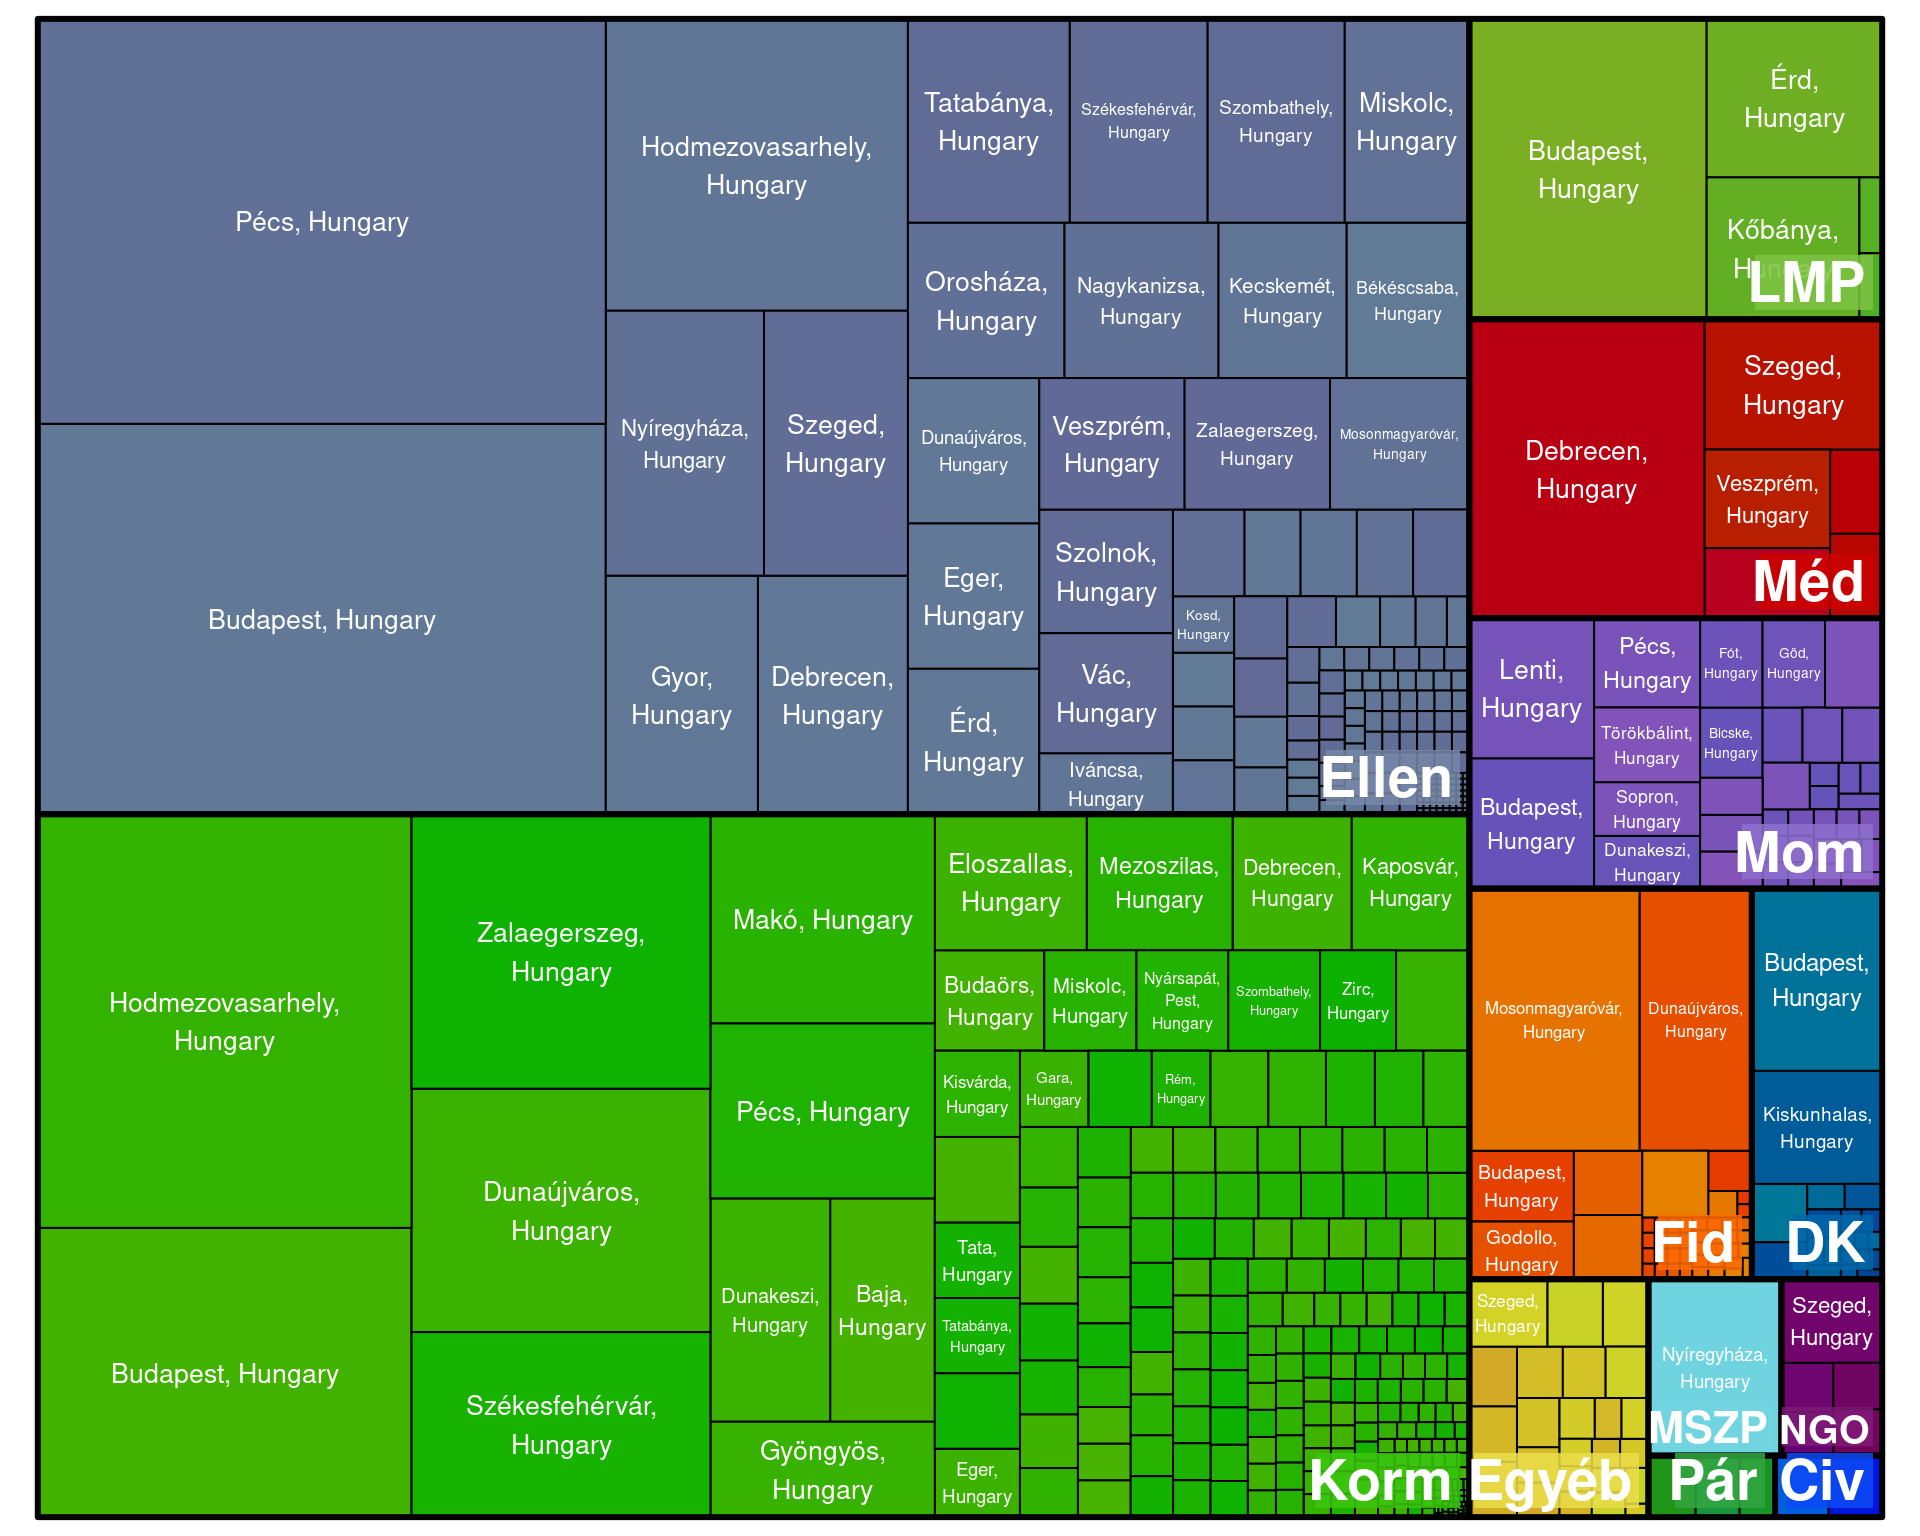 Pécs, Hungary
Budapest, Hungary
Hodmezovasarhely,
Hungary
Nyíregyháza,
Hungary
Szeged,
Hungary
Gyor,
Hungary
Debrecen,
Hungary
Tatabánya,
Hungary
Székesfehérvár,
Hungary
Szombathely,
Hungary
Miskolc,
Hungary
Orosháza,
Hungary
Nagykanizsa,
Hungary
Kecskemét,
Hungary
Békéscsaba,
Hungary
Dunaújváros,
Hungary
Veszprém,
Hungary
Zalaegerszeg,
Hungary
Mosonmagyaróvár,
Hungary
Eger,
Hungary
Szolnok,
Hungary
Kosd,
Hungary
Érd,
Hungary
Vác,
Hungary
Iváncsa,
Hungary
Ellen
Hodmezovasarhely,
Hungary
Budapest, Hungary
Zalaegerszeg,
Hungary
Dunaújváros,
Hungary
Székesfehérvár,
Hungary
Makó, Hungary
Pécs, Hungary
Dunakeszi,
Hungary
Baja,
Hungary
Gyöngyös,
Hungary
Eloszallas,
Hungary
Mezoszilas,
Hungary
Debrecen,
Hungary
Kaposvár,
Hungary
Budaörs,
Hungary
Miskolc,
Hungary
Nyársapát,
Pest,
Hungary
Szombathely,
Hungary
Zirc,
Hungary
Kisvárda,
Hungary
Gara,
Hungary
Rém,
Hungary
Tata,
Hungary
Tatabánya,
Hungary
Eger,
Hungary
Korm
Budapest,
Hungary
Érd,
Hungary
Kőbánya,
Hungary
LMP
Debrecen,
Hungary
Szeged,
Hungary
Veszprém,
Hungary
Méd
Lenti,
Hungary
Budapest,
Hungary
Pécs,
Hungary
Törökbálint,
Hungary
Sopron,
Hungary
Dunakeszi,
Hungary
Fót,
Hungary
Göd,
Hungary
Bicske,
Hungary
Mom
Mosonmagyaróvár,
Hungary
Dunaújváros,
Hungary
Budapest,
Hungary
Godollo,
Hungary
Fid
Budapest,
Hungary
Kiskunhalas,
Hungary
DK
Szeged,
Hungary
Egyéb
Nyíregyháza,
Hungary
MSZP
Szeged,
Hungary
NGO
Pár
Civ